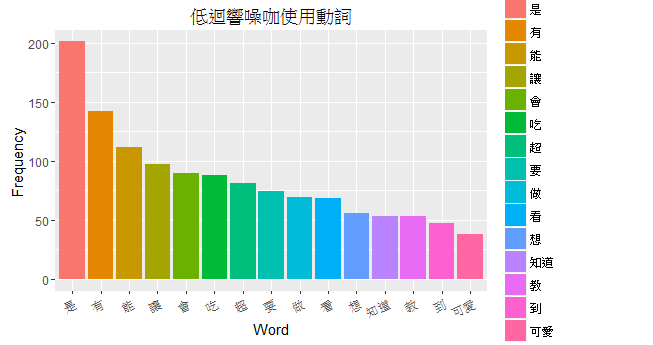 低迴響噪咖使用動詞
Frequency
200
150
100
50
0
是
有
能
讓
會
吃
超
要
做
看
想
知道
教
到
可愛
Word
是
有
能
讓
會
吃
超
要
做
看
想
知道
教
到
可愛